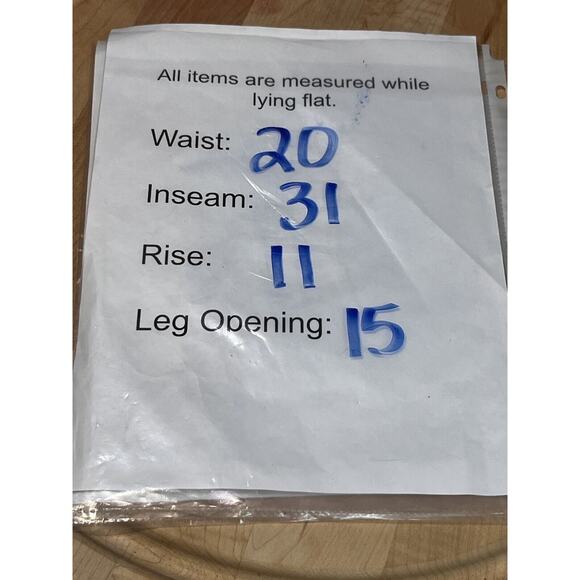 All items are measured while
lying flat.
Waist: 20
Inseam: 31
Rise: 11
Leg Opening: 15